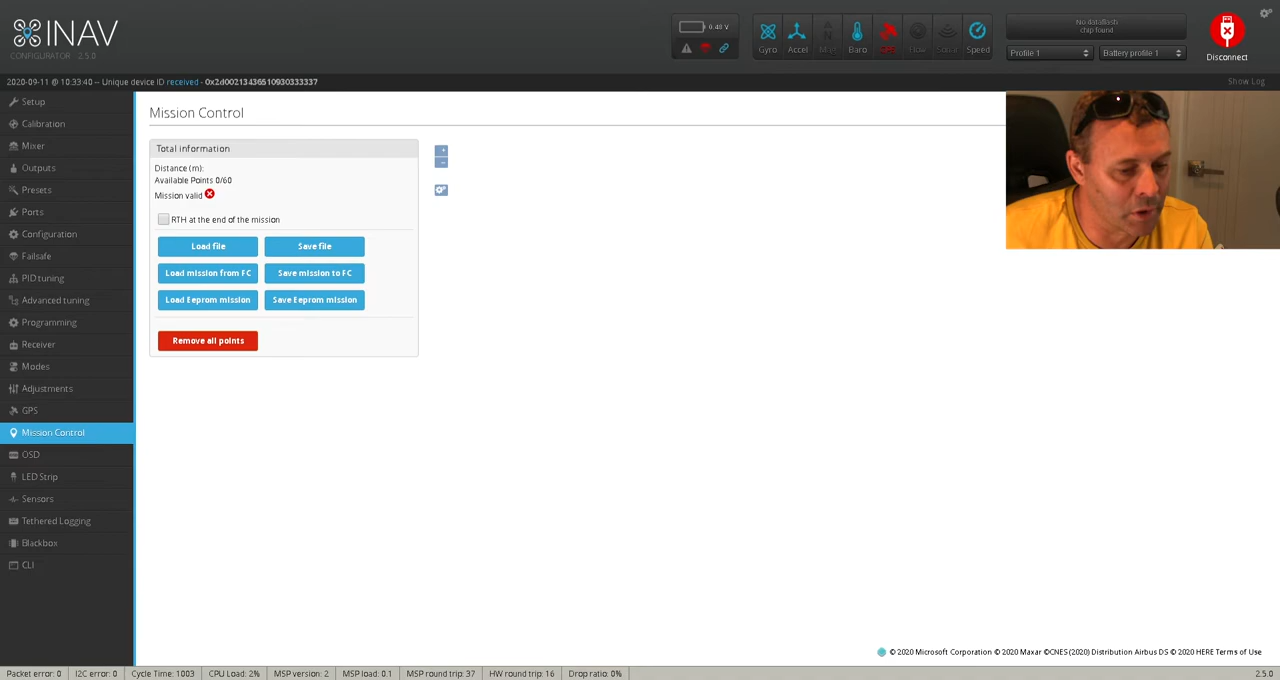 INAV
CONFIGURATOR 2.5.0
0.48 V
Gyro
Accel
Mag
Baro
GPS
Flow
Sonar
Speed
No dataflash
chip found
Profile 1
Battery profile 1
Disconnect
2020-09-11 @ 10:33:40 -- Unique device ID received - 0x2d00213436510930333337
Show Log
Setup
Calibration
Mixer
Outputs
Presets
Ports
Configuration
Failsafe
PID tuning
Advanced tuning
Programming
Receiver
Modes
Adjustments
GPS
Mission Control
OSD
LED Strip
Sensors
Tethered Logging
Blackbox
CLI
Mission Control
Total information
Distance (m):
Available Points 0/60
Mission valid
RTH at the end of the mission
Load file
Save file
Load mission from FC
Save mission to FC
Load Eeprom mission
Save Eeprom mission
Remove all points
+
−
© 2020 Microsoft Corporation © 2020 Maxar ©CNES (2020) Distribution Airbus DS © 2020 HERE Terms of Use
Packet error: 0
I2C error: 0
Cycle Time: 1003
CPU Load: 2%
MSP version: 2
MSP load: 0.1
MSP round trip: 37
HW round trip: 16
Drop ratio: 0%
2.5.0